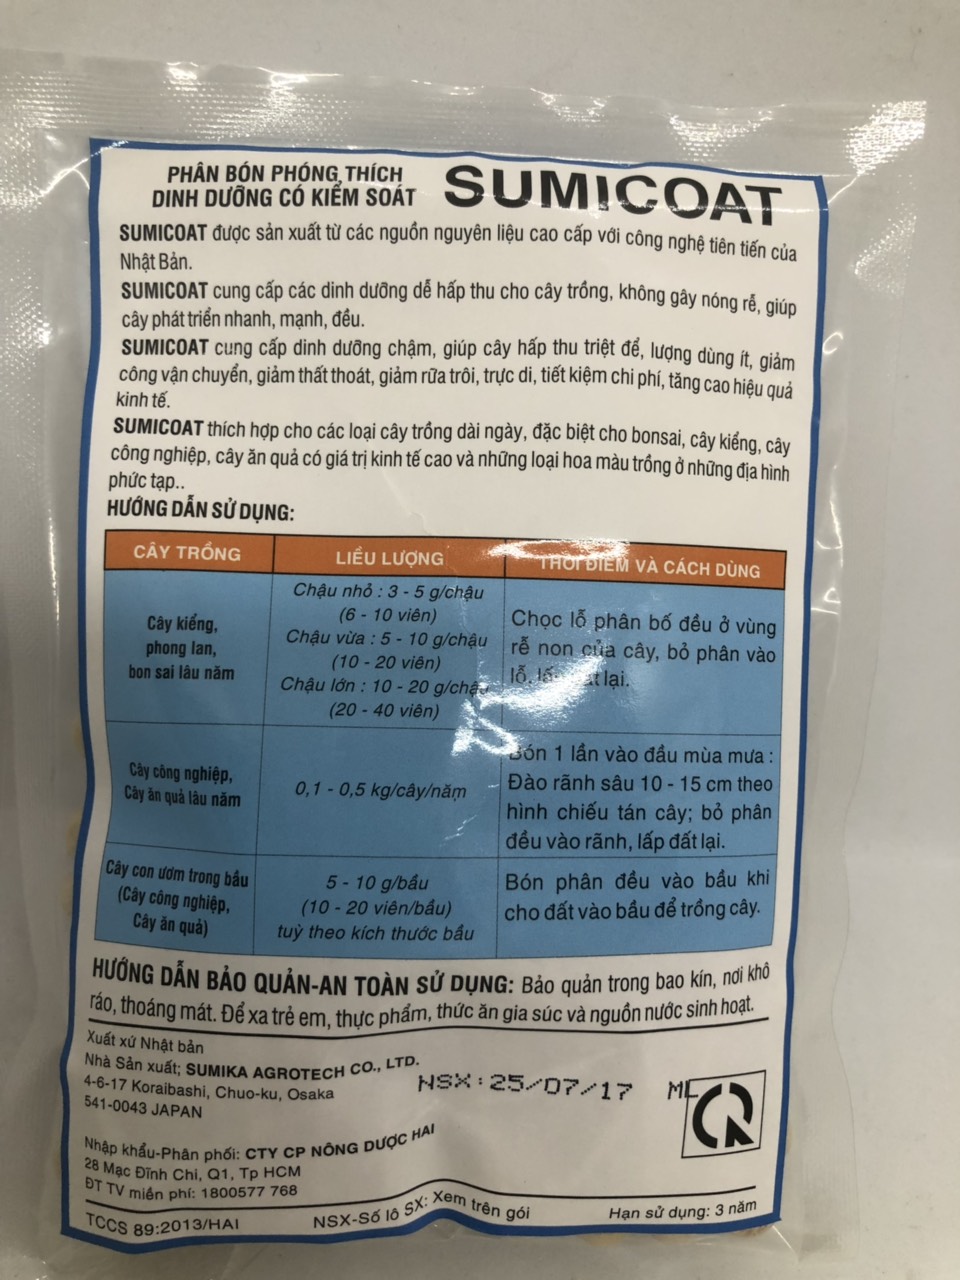 PHÂN BÓN PHÓNG THÍCH
DINH DƯỠNG CÓ KIỂM SOÁT
SUMICOAT
SUMICOAT được sản xuất từ các nguồn nguyên liệu cao cấp với công nghệ tiên tiến của
Nhật Bản.
SUMICOAT cung cấp các dinh dưỡng dễ hấp thu cho cây trồng, không gây nóng rễ, giúp
cây phát triển nhanh, mạnh, đều.
SUMICOAT cung cấp dinh dưỡng chậm, giúp cây hấp thu triệt để, lượng dùng ít, giảm
công vận chuyển, giảm thất thoát, giảm rữa trôi, trực di, tiết kiệm chi phí, tăng cao hiệu quả
kinh tế.
SUMICOAT thích hợp cho các loại cây trồng dài ngày, đặc biệt cho bonsai, cây kiểng, cây
công nghiệp, cây ăn quả có giá trị kinh tế cao và những loại hoa màu trồng ở những địa hình
phức tạp..
HƯỚNG DẪN SỬ DỤNG:
CÂY TRỒNG
LIỀU LƯỢNG
THỜI ĐIỂM VÀ CÁCH DÙNG
Cây kiểng,
phong lan,
bon sai lâu năm
Chậu nhỏ : 3 - 5 g/chậu
(6 - 10 viên)
Chậu vừa : 5 - 10 g/chậu
(10 - 20 viên)
Chậu lớn : 10 - 20 g/chậu
(20 - 40 viên)
Chọc lỗ phân bố đều ở vùng
rễ non của cây, bỏ phân vào
lỗ, lại.
Cây công nghiệp,
Cây ăn quả lâu năm
0,1 - 0,5 kg/cây/năm
Bón 1 lần vào đầu mùa mưa :
Đào rãnh sâu 10 - 15 cm theo
hình chiếu tán cây; bỏ phân
đều vào rãnh, lấp đất lại.
Cây con ươm trong bầu
(Cây công nghiệp,
Cây ăn quả)
5 - 10 g/bầu
(10 - 20 viên/bầu)
tuỳ theo kích thước bầu
Bón phân đều vào bầu khi
cho đất vào bầu để trồng cây.
HƯỚNG DẪN BẢO QUẢN-AN TOÀN SỬ DỤNG: Bảo quản trong bao kín, nơi khô
ráo, thoáng mát. Để xa trẻ em, thực phẩm, thức ăn gia súc và nguồn nước sinh hoạt.
Xuất xứ Nhật bản
Nhà Sản xuất; SUMIKA AGROTECH CO., LTD.
4-6-17 Koraibashi, Chuo-ku, Osaka
541-0043 JAPAN
NSX:25/07/17 ML
Nhập khẩu-Phân phối: CTY CP NÔNG DƯỢC HAI
28 Mạc Đĩnh Chi, Q1, Tp HCM
ĐT TV miễn phí: 1800577 768
TCCS 89:2013/HAI
NSX-Số lô SX: Xem trên gói
Hạn sử dụng: 3 năm